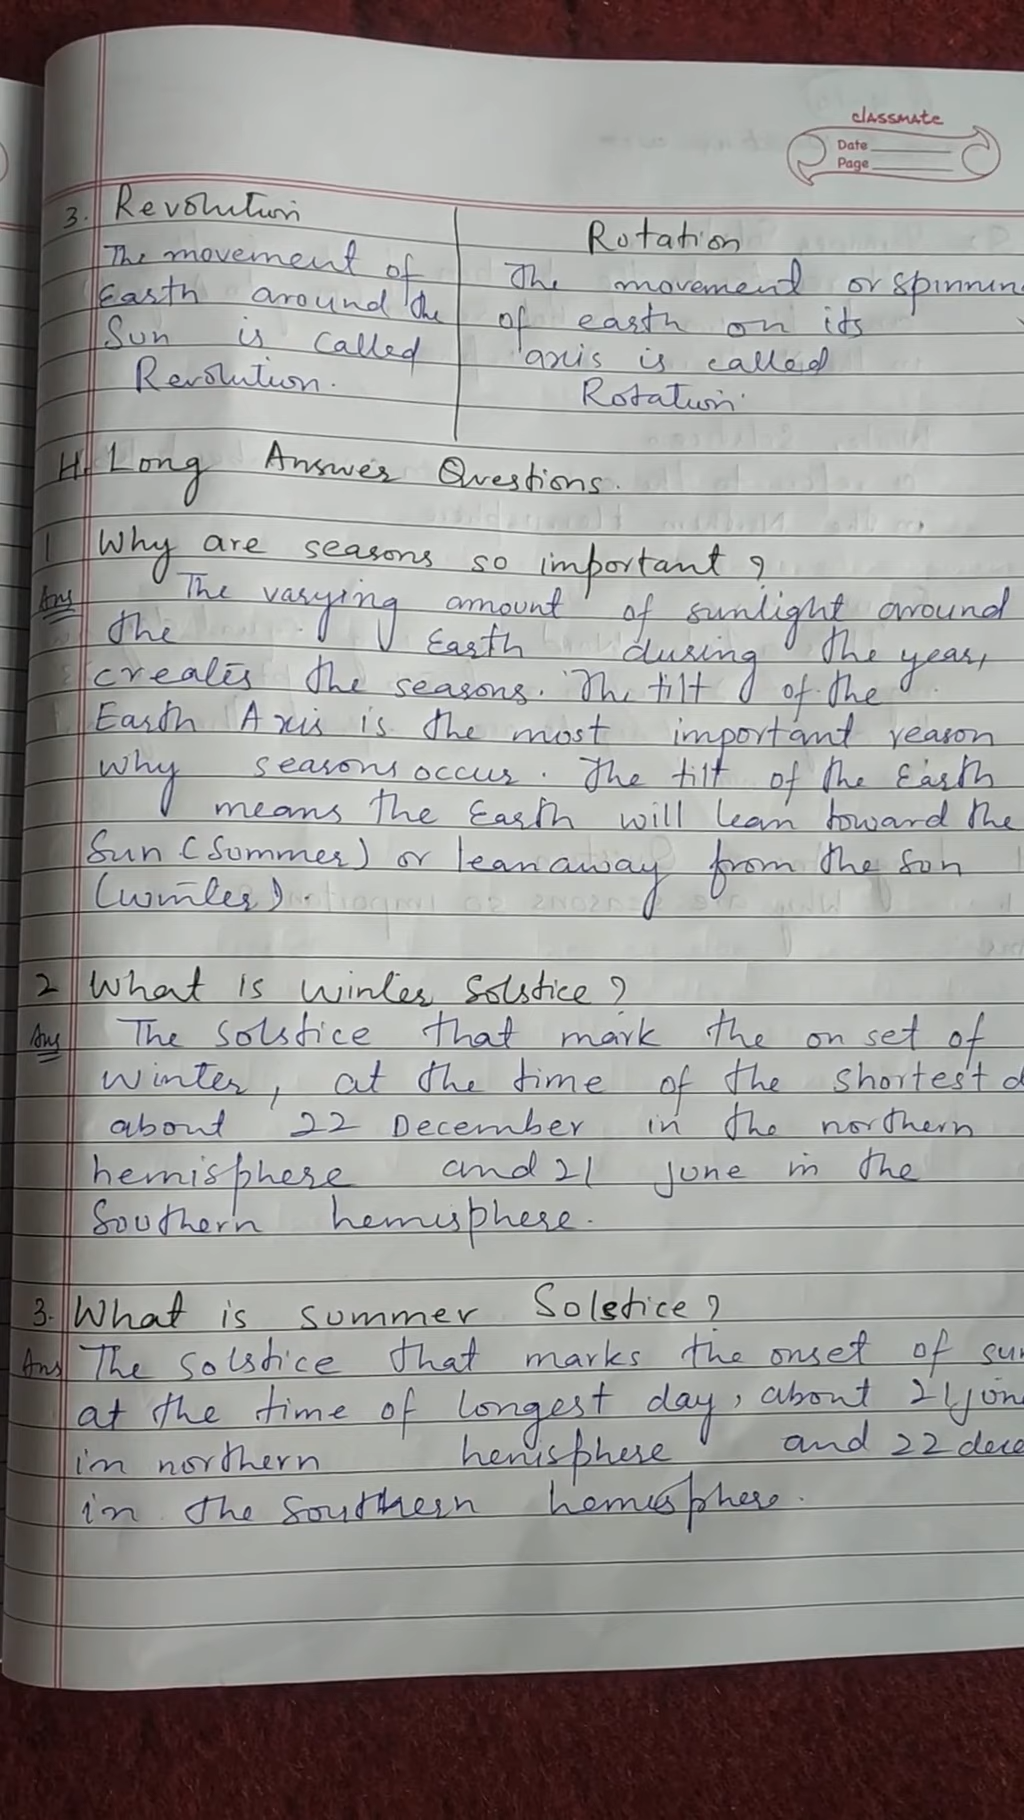 classmate
Date
Page
3. Revolution
The movement of
Earth around the
Sun is called
Revolution.
Rotation
The movement or spinnin
of earth on its
axis is called
Rotation.
H. Long Answer Questions.
1 Why are seasons so important?
Ans The varying amount of sunlight around
the Earth during the year,
creates the seasons. The tilt of the
Earth Axis is the most important reason
why seasons occur. The tilt of the Earth
means the Earth will lean toward the
Sun (Summer) or lean away from the Sun
(winter).
2 What is winter Solstice?
Ans The Solstice that mark the on set of
winter, at the time of the shortest d
about 22 December in the northern
hemisphere and 21 june in the
Southern hemisphere.
3. What is summer Solstice?
Ans The solstice that marks the onset of sum
at the time of longest day, about 21 june
in northern henisphere and 22 dece
in the Southern hemisphere.